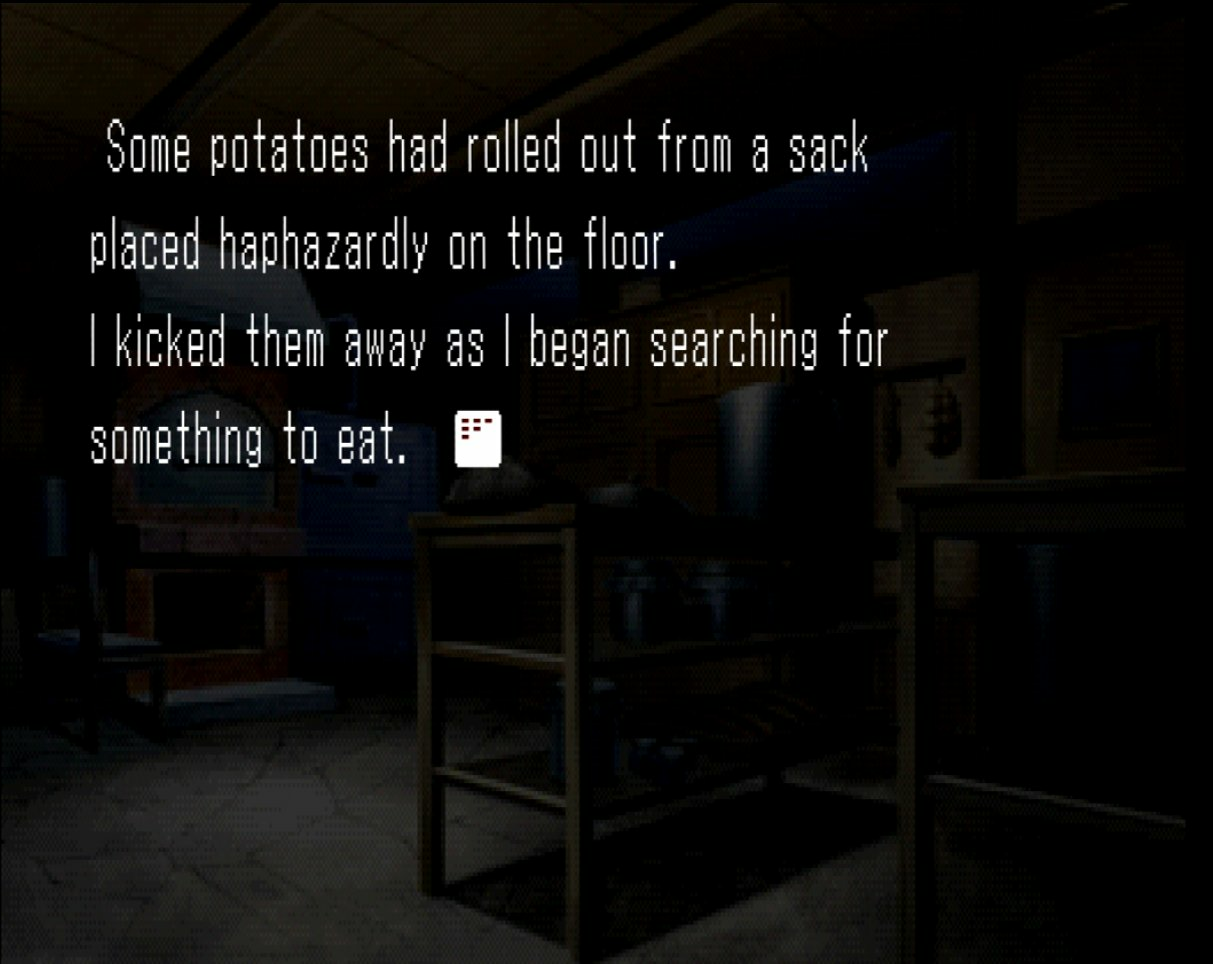 Some potatoes had rolled out from a sack
placed haphazardly on the floor.
I kicked them away as I began searching for
something to eat.